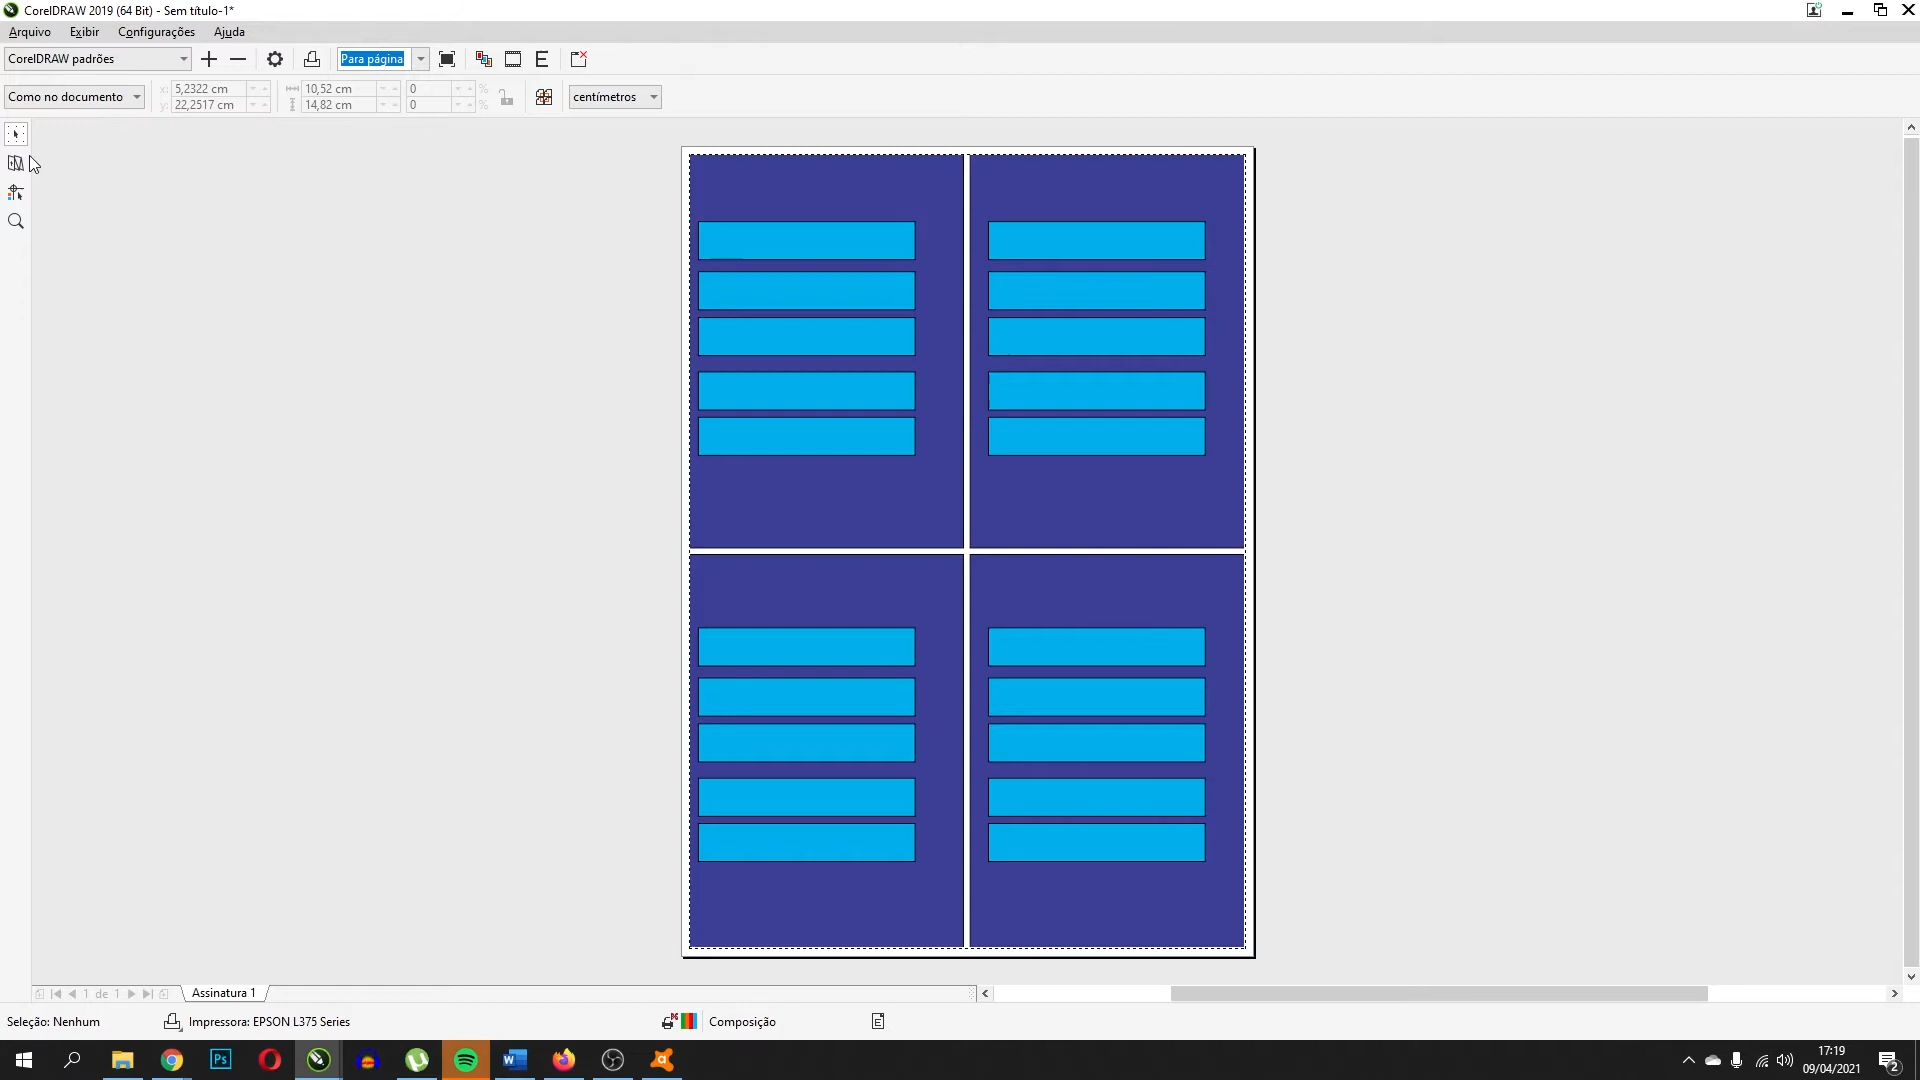 CorelDRAW 2019 (64 Bit) - Sem título-1*
Arquivo Exibir Configurações Ajuda
CorelDRAW padrões Para página E
Como no documento x: 5,2322 cm 10,52 cm 0 % centímetros
y: 22,2517 cm 14,82 cm 0 %
1 de 1 Assinatura 1
Seleção: Nenhum Impressora: EPSON L375 Series Composição
Ps W 17:19
09/04/2021 2